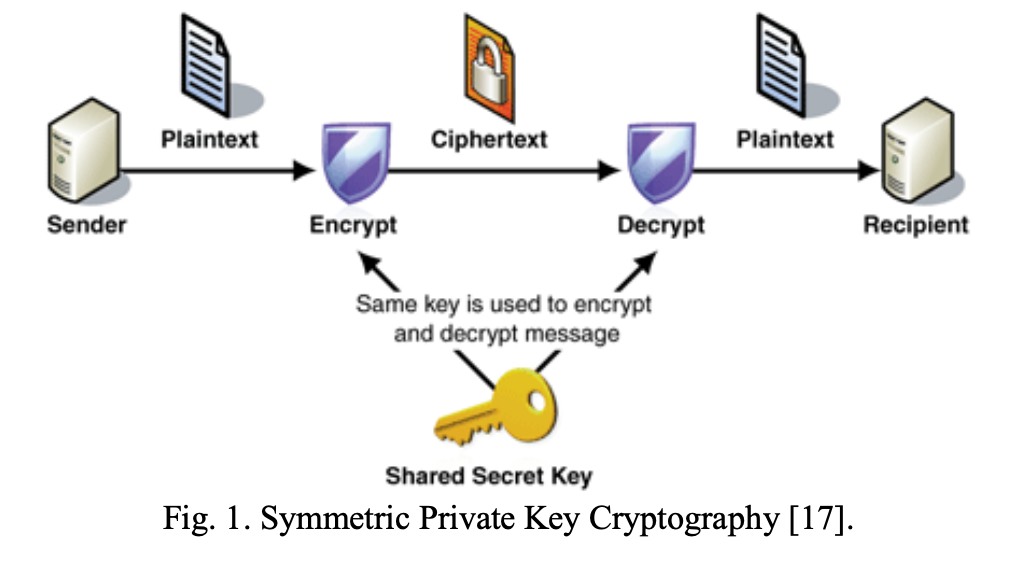 Plaintext
Ciphertext
Plaintext
Sender
Encrypt
Decrypt
Recipient
Same key is used to encrypt
and decrypt message
Shared Secret Key
Fig. 1. Symmetric Private Key Cryptography [17].